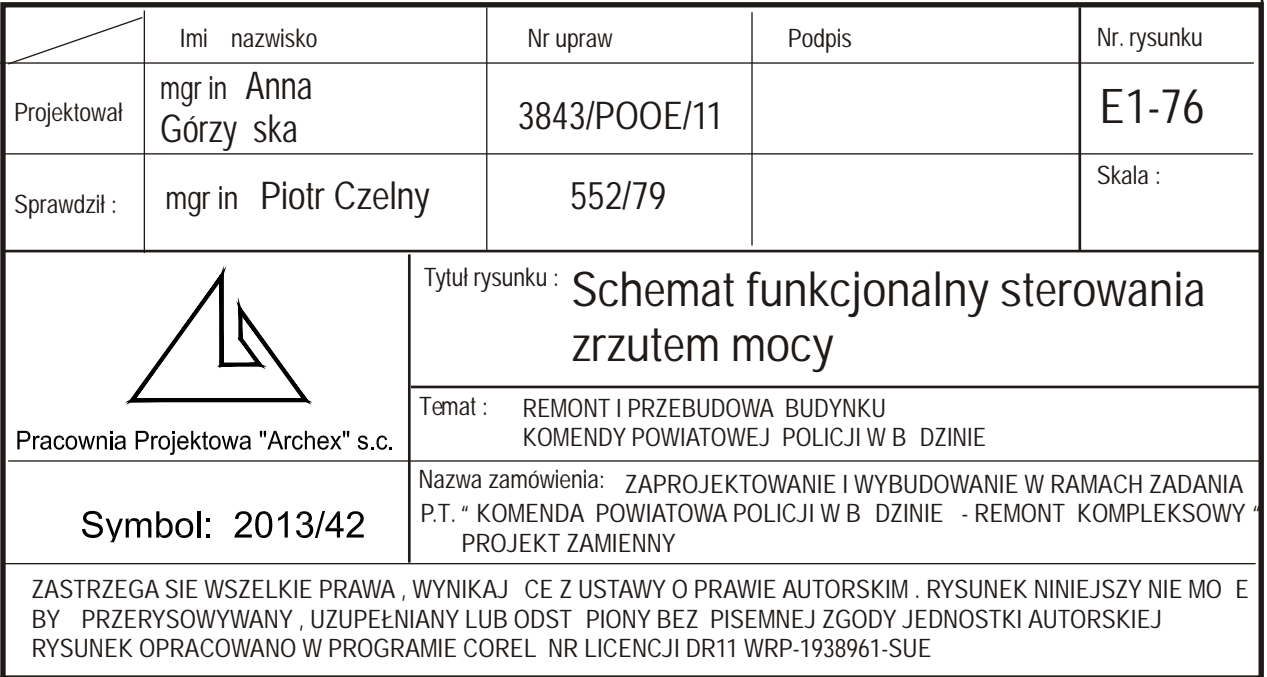 Imi nazwisko
Nr upraw
Podpis
Nr. rysunku
Projektował
mgr in Anna
Górzy ska
3843/POOE/11
E1-76
Sprawdził :
mgr in Piotr Czelny
552/79
Skala :
Pracownia Projektowa "Archex" s.c.
Symbol: 2013/42
Tytuł rysunku :
Schemat funkcjonalny sterowania
zrzutem mocy
Temat : REMONT I PRZEBUDOWA BUDYNKU
KOMENDY POWIATOWEJ POLICJI W B DZINIE
Nazwa zamówienia: ZAPROJEKTOWANIE I WYBUDOWANIE W RAMACH ZADANIA
P.T. “ KOMENDA POWIATOWA POLICJI W B DZINIE - REMONT KOMPLEKSOWY “
PROJEKT ZAMIENNY
ZASTRZEGA SIE WSZELKIE PRAWA , WYNIKAJ CE Z USTAWY O PRAWIE AUTORSKIM . RYSUNEK NINIEJSZY NIE MO E
BY PRZERYSOWYWANY , UZUPEŁNIANY LUB ODST PIONY BEZ PISEMNEJ ZGODY JEDNOSTKI AUTORSKIEJ
RYSUNEK OPRACOWANO W PROGRAMIE COREL NR LICENCJI DR11 WRP-1938961-SUE